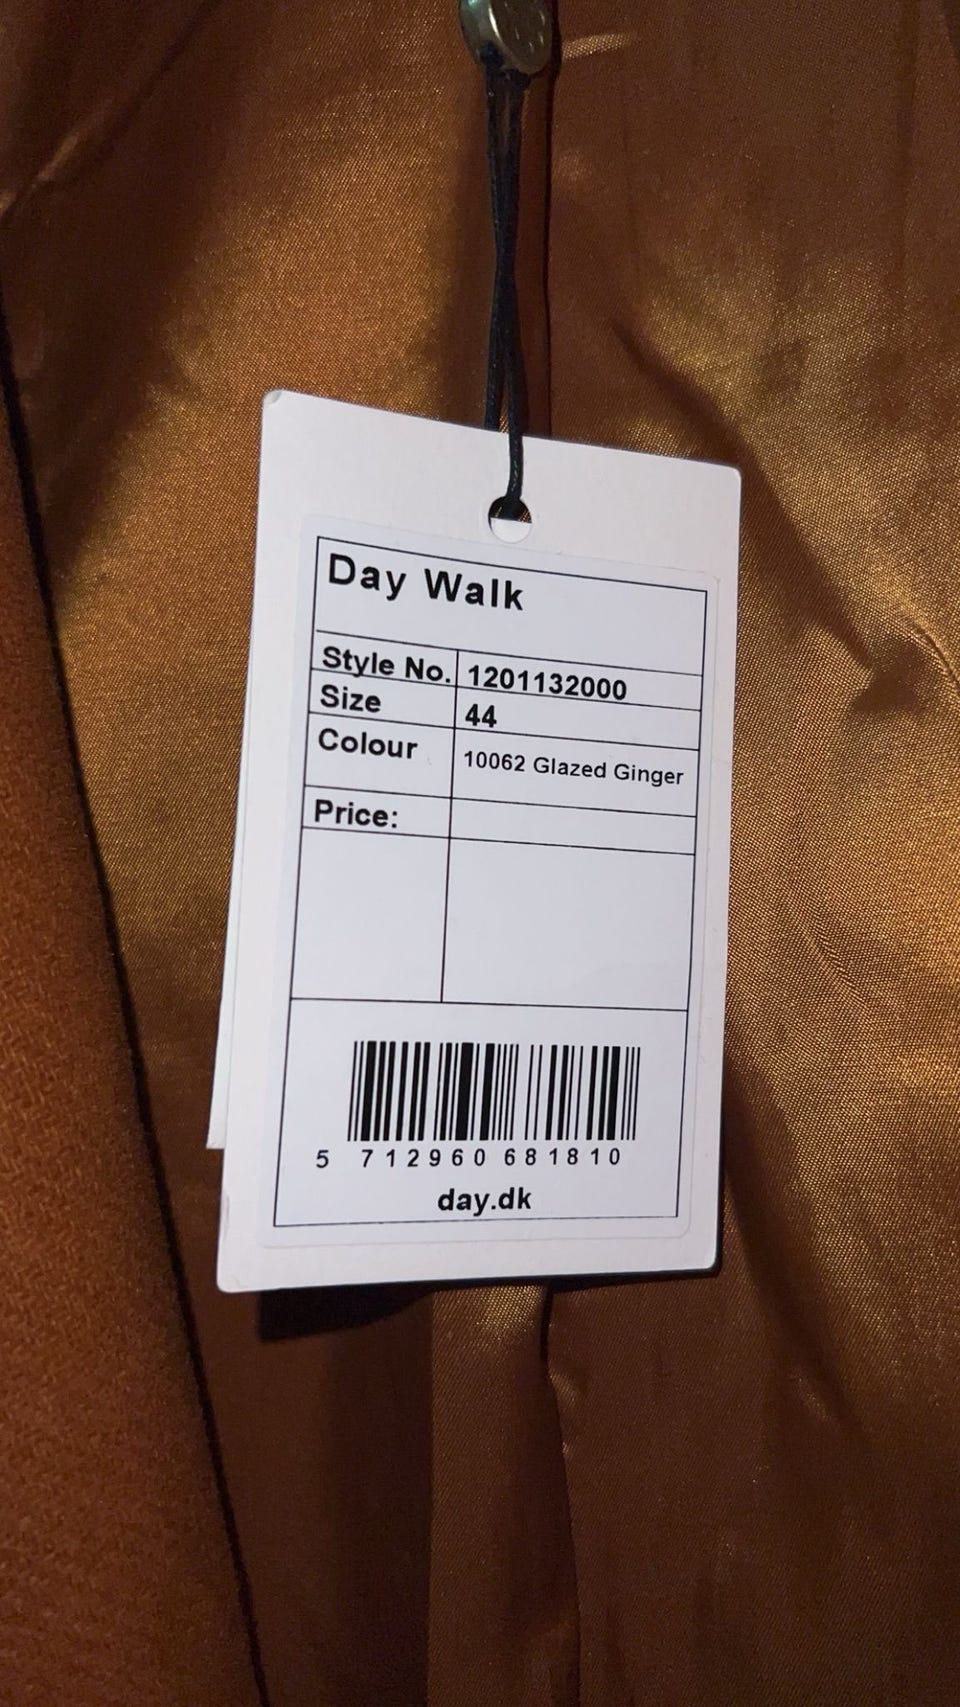 Day Walk
Style No. 1201132000
Size 44
Colour 10062 Glazed Ginger
Price:
5 712960 681810
day.dk